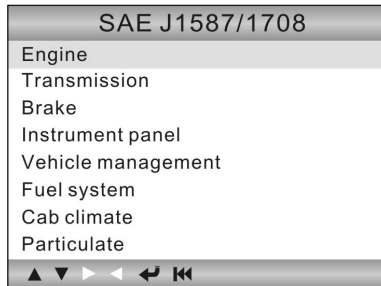 SAE J1587/1708
Engine
Transmission
Brake
Instrument panel
Vehicle management
Fuel system
Cab climate
Particulate